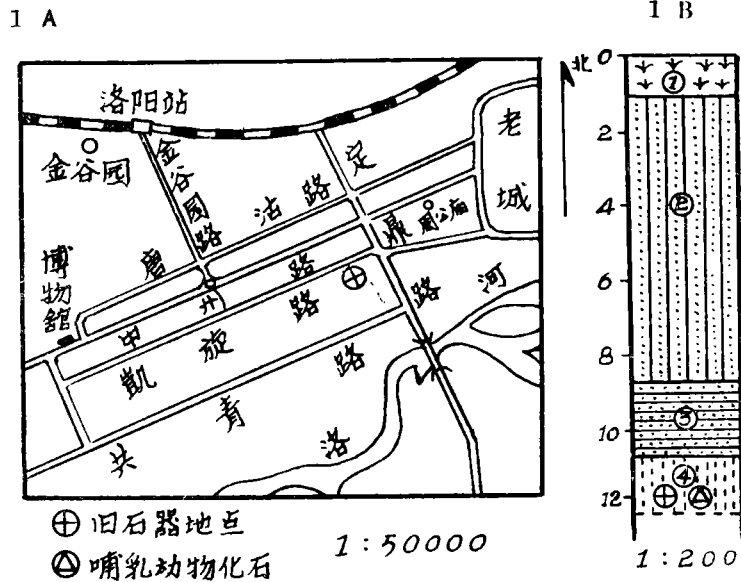 1 A
1 B
北
洛阳站
金谷园
金谷园路
唐 沽 路
定 鼎 路
老城
周公庙
博物館
中 州 路
凱 旋 路
共 青 路
洛 河
0
2
4
6
8
10
12
①
②
③
④
旧石器地点
哺乳动物化石
1:50000
1:200